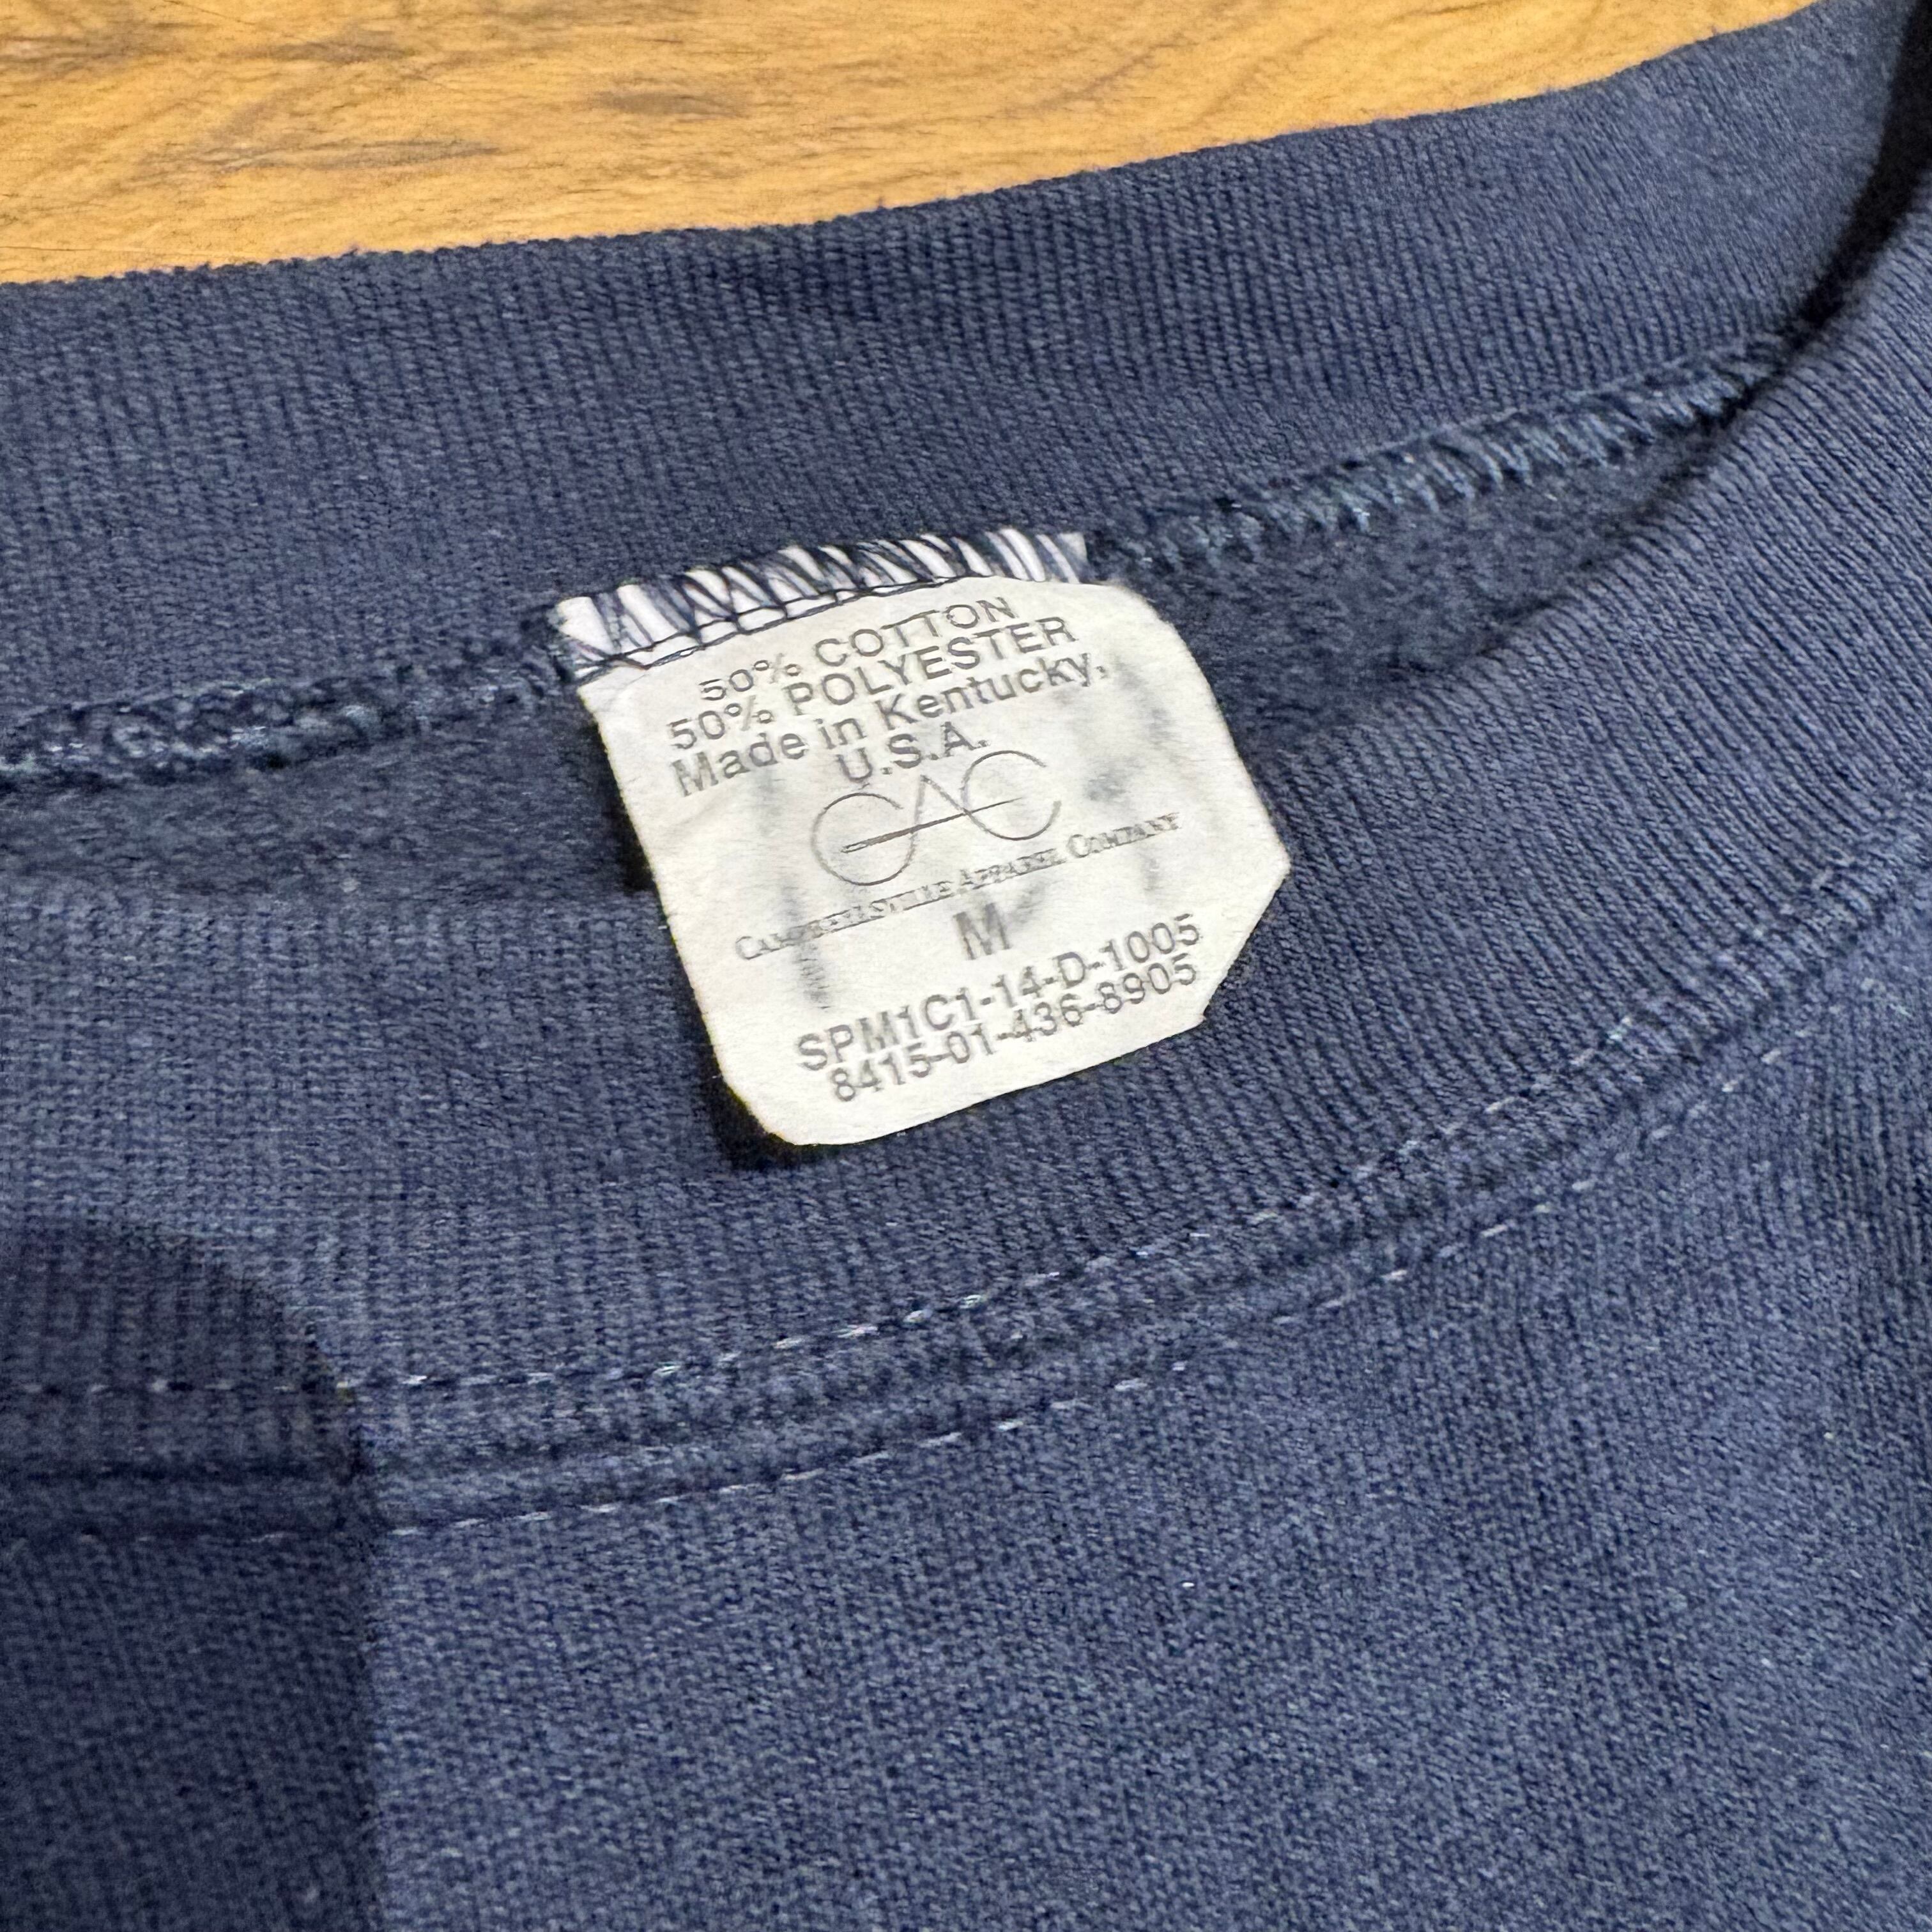 50% COTTON
50% POLYESTER
Made in Kentucky,
U.S.A.
CAC
CAMPBELLSVILLE APPAREL COMPANY
M
SPM1C1-14-D-1005
8415-01-436-8905